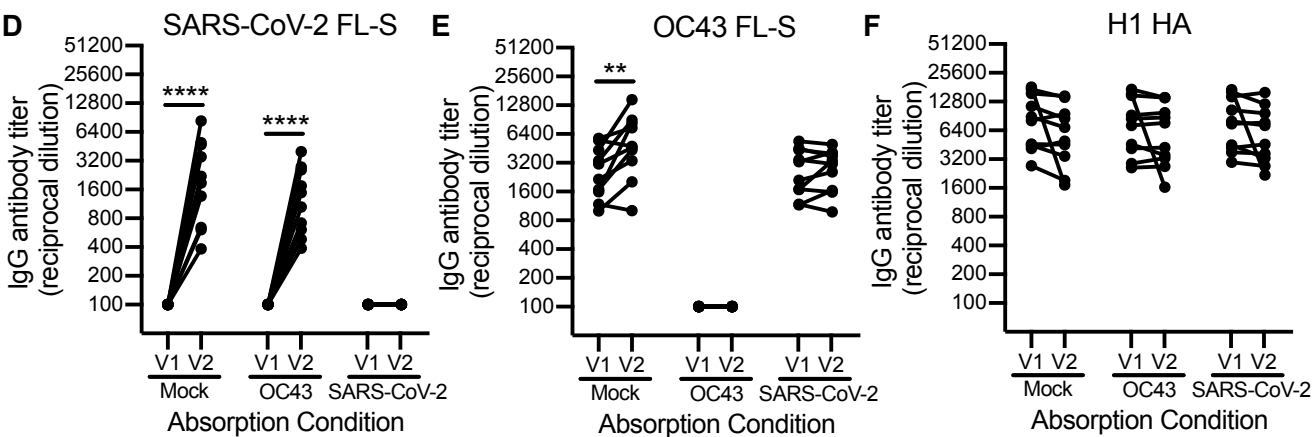 D SARS-CoV-2 FL-S
IgG antibody titer
(reciprocal dilution)
51200
25600
12800
6400
3200
1600
800
400
200
100
****
****
V1 V2 V1 V2 V1 V2
Mock OC43 SARS-CoV-2
Absorption Condition
E OC43 FL-S
IgG antibody titer
(reciprocal dilution)
51200
25600
12800
6400
3200
1600
800
400
200
100
**
V1 V2 V1 V2 V1 V2
Mock OC43 SARS-CoV-2
Absorption Condition
F H1 HA
IgG antibody titer
(reciprocal dilution)
51200
25600
12800
6400
3200
1600
800
400
200
100
V1 V2 V1 V2 V1 V2
Mock OC43 SARS-CoV-2
Absorption Condition